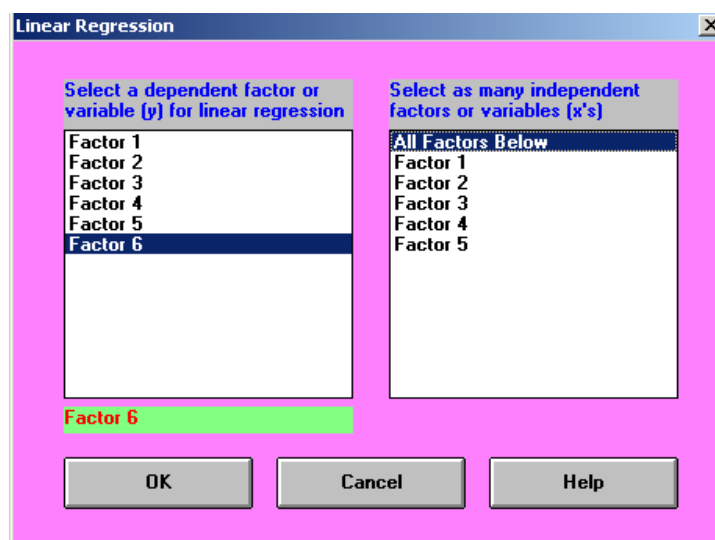 Linear Regression
Select a dependent factor or
variable (y) for linear regression
Factor 1
Factor 2
Factor 3
Factor 4
Factor 5
Factor 6
Factor 6
Select as many independent
factors or variables (x's)
All Factors Below
Factor 1
Factor 2
Factor 3
Factor 4
Factor 5
OK
Cancel
Help